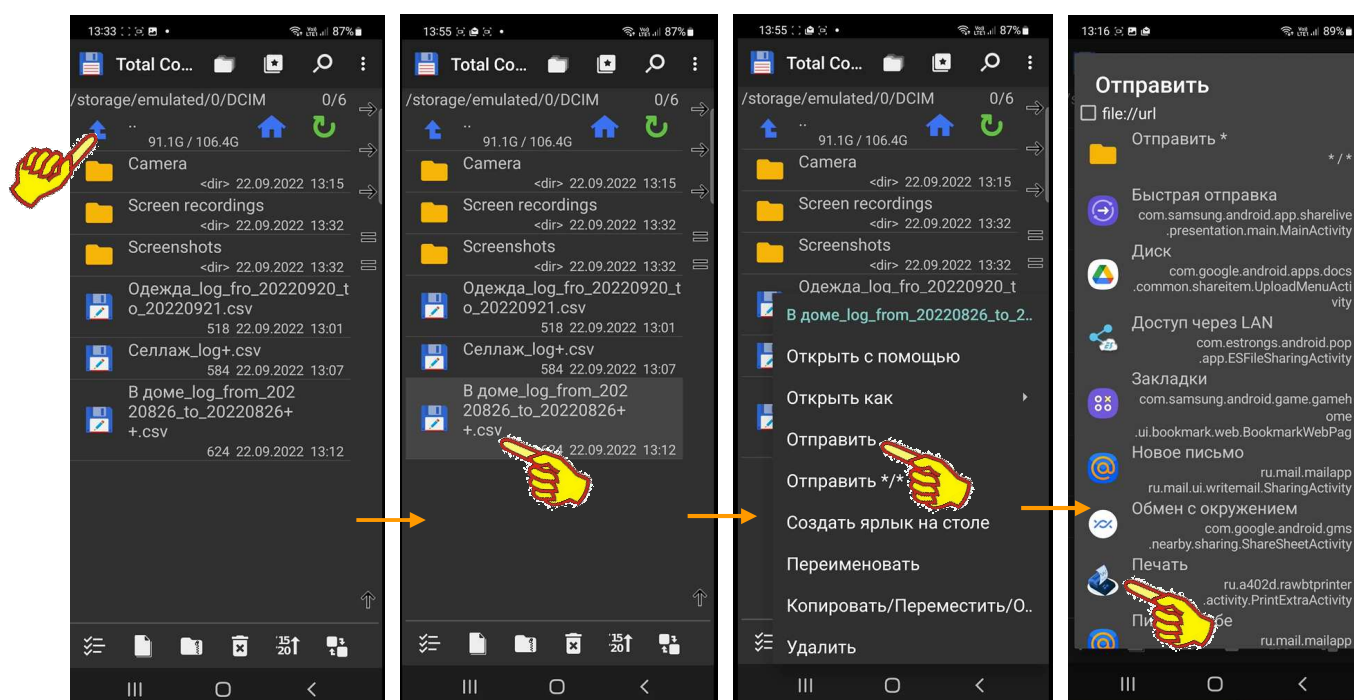 13:33
87%
Total Co...
/storage/emulated/0/DCIM 0/6
..
91.1G / 106.4G
Camera
<dir> 22.09.2022 13:15
Screen recordings
<dir> 22.09.2022 13:32
Screenshots
<dir> 22.09.2022 13:32
Одежда_log_fro_20220920_t
o_20220921.csv
518 22.09.2022 13:01
Селлаж_log+.csv
584 22.09.2022 13:07
В доме_log_from_202
20826_to_20220826+
+.csv
624 22.09.2022 13:12
15
20
13:55
87%
Total Co...
/storage/emulated/0/DCIM 0/6
..
91.1G / 106.4G
Camera
<dir> 22.09.2022 13:15
Screen recordings
<dir> 22.09.2022 13:32
Screenshots
<dir> 22.09.2022 13:32
Одежда_log_fro_20220920_t
o_20220921.csv
518 22.09.2022 13:01
Селлаж_log+.csv
584 22.09.2022 13:07
В доме_log_from_202
20826_to_20220826+
+.csv
624 22.09.2022 13:12
15
20
13:55
87%
Total Co...
/storage/emulated/0/DCIM 0/6
..
91.1G / 106.4G
Camera
<dir> 22.09.2022 13:15
Screen recordings
<dir> 22.09.2022 13:32
Screenshots
<dir> 22.09.2022 13:32
Одежда_log_fro_20220920_t
В доме_log_from_20220826_to_2..
Открыть с помощью
Открыть как
Отправить
Отправить */*
Создать ярлык на столе
Переименовать
Копировать/Переместить/О..
Удалить
13:16
89%
Отправить
file://url
Отправить *
*/*
Быстрая отправка
com.samsung.android.app.sharelive
.presentation.main.MainActivity
Диск
com.google.android.apps.docs
.common.shareitem.UploadMenuActi
vity
Доступ через LAN
com.estrongs.android.pop
.app.ESFileSharingActivity
Закладки
com.samsung.android.game.gameh
ome
.ui.bookmark.web.BookmarkWebPag
Новое письмо
ru.mail.mailapp
ru.mail.ui.writemail.SharingActivity
Обмен с окружением
com.google.android.gms
.nearby.sharing.ShareSheetActivity
Печать
ru.a402d.rawbtprinter
.activity.PrintExtraActivity
ru.mail.mailapp